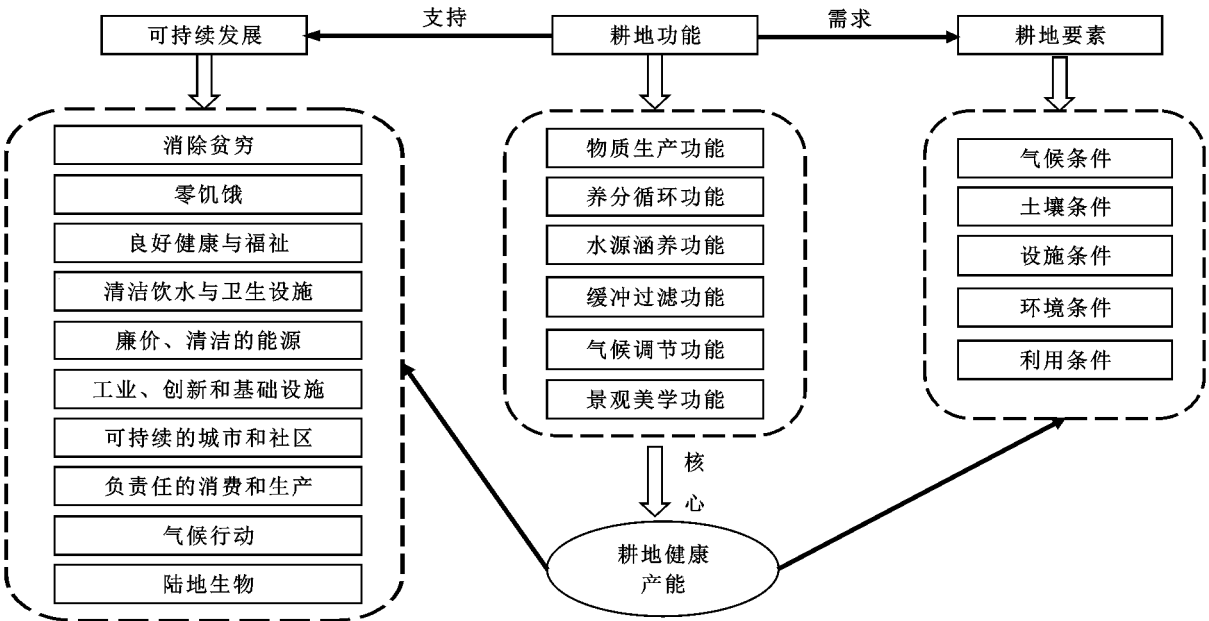 支持
需求
可持续发展
耕地功能
耕地要素
消除贫穷
零饥饿
良好健康与福祉
清洁饮水与卫生设施
廉价、清洁的能源
工业、创新和基础设施
可持续的城市和社区
负责任的消费和生产
气候行动
陆地生物
物质生产功能
养分循环功能
水源涵养功能
缓冲过滤功能
气候调节功能
景观美学功能
核
心
耕地健康
产能
气候条件
土壤条件
设施条件
环境条件
利用条件